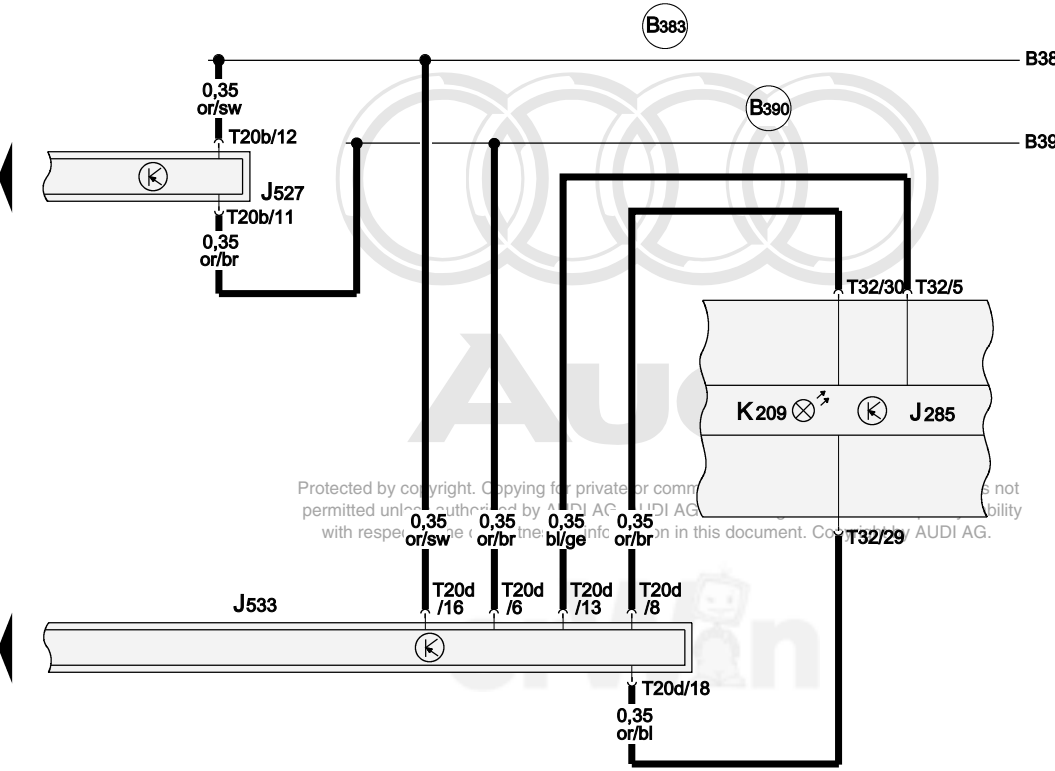 B383
B38
0,35
or/sw
T20b/12
B390
B39
J527
T20b/11
0,35
or/br
T32/30 T32/5
Audi
K209 J285
Protected by copyright. Copying for private or comm s not
permitted unless authorised by AUDI AG. AUDI AG bility
with respec in this document. Copyright by AUDI AG.
0,35
or/sw
0,35
or/br
0,35
bl/ge
0,35
or/br
T32/29
J533
T20d
/16
T20d
/6
T20d
/13
T20d
/8
erWin
T20d/18
0,35
or/bl